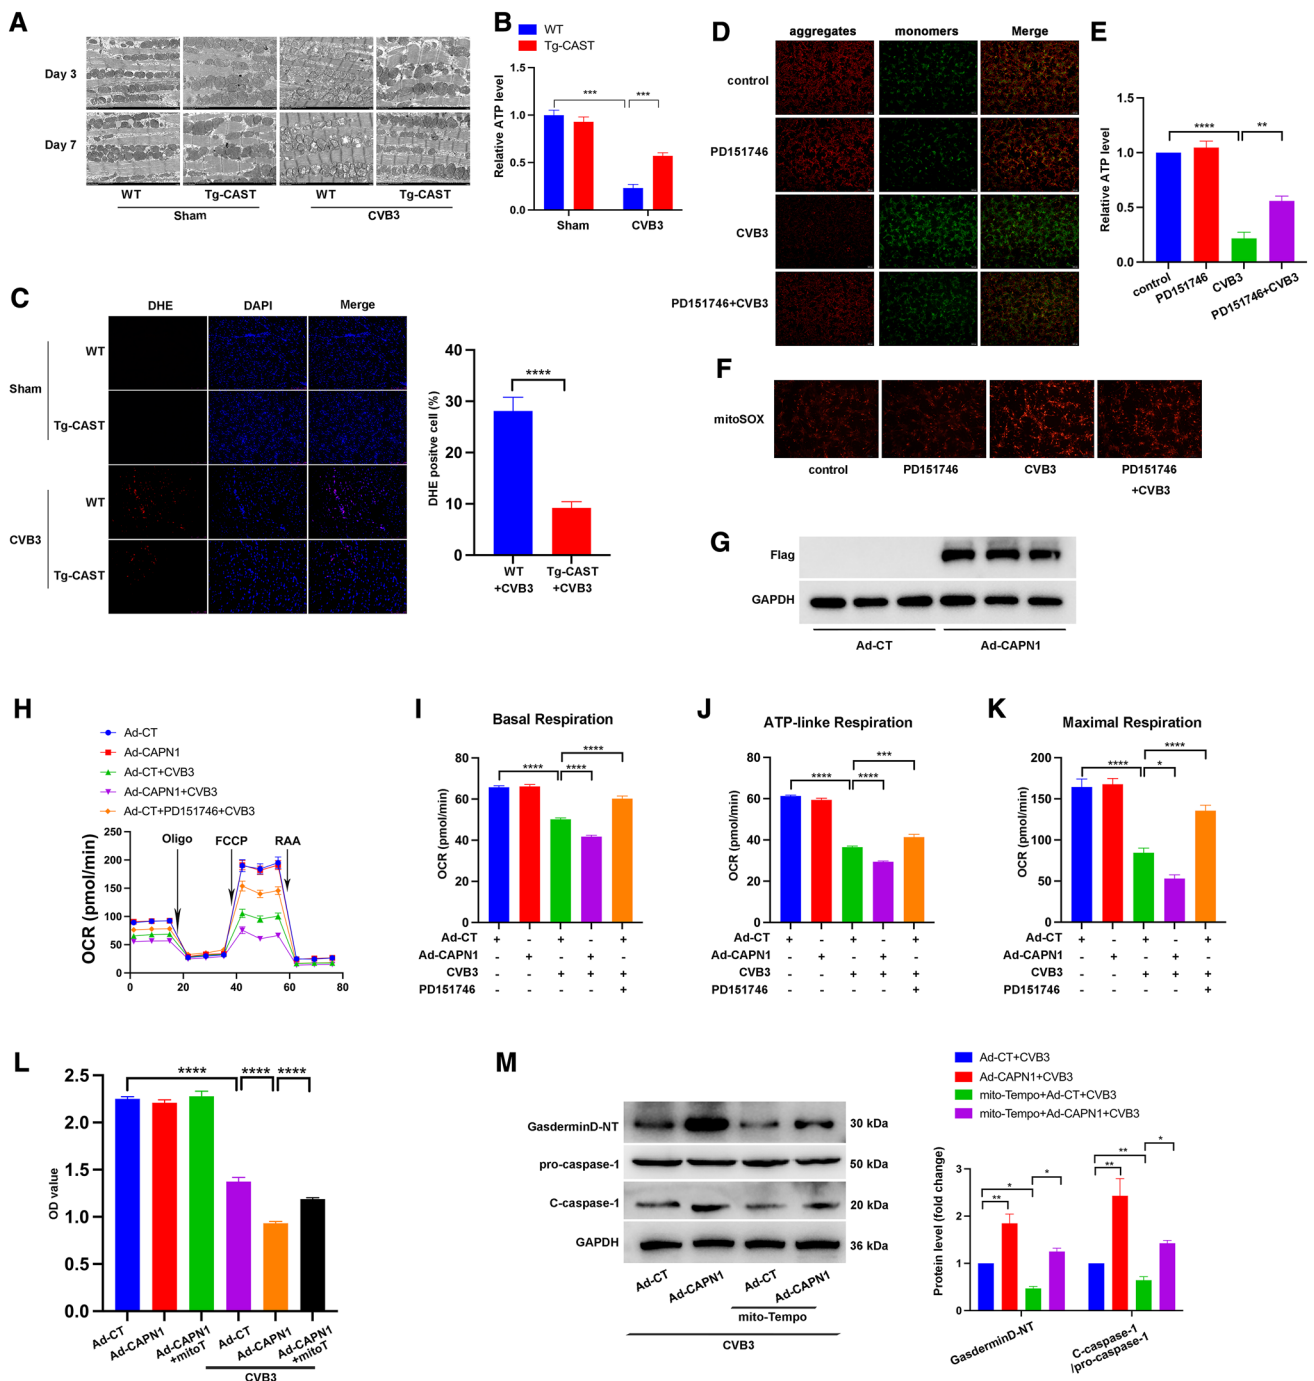 A
Day 3
Day 7
WT Tg-CAST WT Tg-CAST
Sham CVB3
B
WT
Tg-CAST
Relative ATP level
1.5
1.0
0.5
0.0
*** ***
Sham CVB3
C
DHE DAPI Merge
Sham
WT
Tg-CAST
CVB3
WT
Tg-CAST
DHE positve cell (%)
40
30
20
10
0
****
WT +CVB3
Tg-CAST +CVB3
D
aggregates monomers Merge
control
PD151746
CVB3
PD151746+CVB3
E
Relative ATP level
1.5
1.0
0.5
0.0
**** **
control PD151746 CVB3 PD151746+CVB3
F
mitoSOX
control PD151746 CVB3 PD151746
+CVB3
G
Flag
GAPDH
Ad-CT Ad-CAPN1
H
Ad-CT
Ad-CAPN1
Ad-CT+CVB3
Ad-CAPN1+CVB3
Ad-CT+PD151746+CVB3
OCR (pmol/min)
250
200
150
100
50
0
Oligo FCCP RAA
0 20 40 60 80
I
Basal Respiration
OCR (pmol/min)
80
60
40
20
0
****
**** ****
Ad-CT + - + - +
Ad-CAPN1 - + - + -
CVB3 - - + + +
PD151746 - - - - +
J
ATP-linke Respiration
OCR (pmol/min)
80
60
40
20
0
***
**** ****
Ad-CT + - + - +
Ad-CAPN1 - + - + -
CVB3 - - + + +
PD151746 - - - - +
K
Maximal Respiration
OCR (pmol/min)
200
150
100
50
0
****
**** *
Ad-CT + - + - +
Ad-CAPN1 - + - + -
CVB3 - - + + +
PD151746 - - - - +
L
OD value
2.5
2.0
1.5
1.0
0.5
0.0
**** **** ****
Ad-CT Ad-CAPN1 Ad-CAPN1 +mitoT Ad-CT Ad-CAPN1 Ad-CAPN1 +mitoT
CVB3
M
GasderminD-NT 30 kDa
pro-caspase-1 50 kDa
C-caspase-1 20 kDa
GAPDH 36 kDa
Ad-CT Ad-CAPN1 Ad-CT Ad-CAPN1
mito-Tempo
CVB3
Ad-CT+CVB3
Ad-CAPN1+CVB3
mito-Tempo+Ad-CT+CVB3
mito-Tempo+Ad-CAPN1+CVB3
Protein level (fold change)
3
2
1
0
* ** * ** ** *
GasderminD-NT
C-caspase-1
/pro-caspase-1